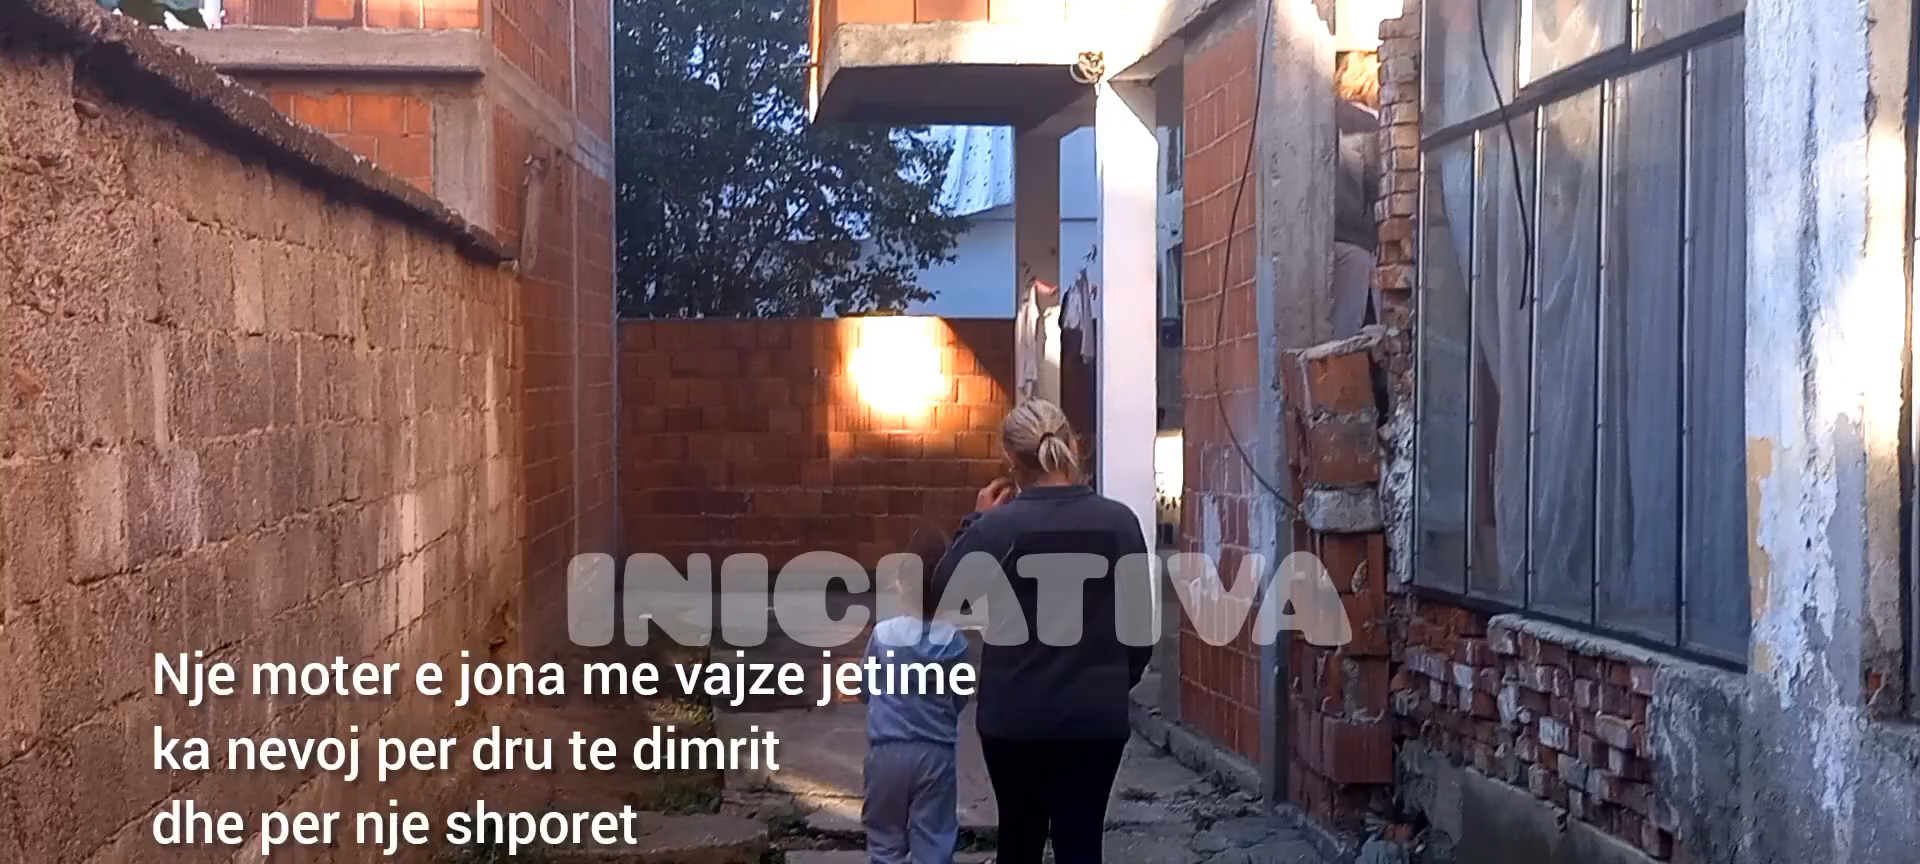 INICIATIVA
Nje moter e jona me vajze jetime
ka nevoj per dru te dimrit
dhe per nje shporet